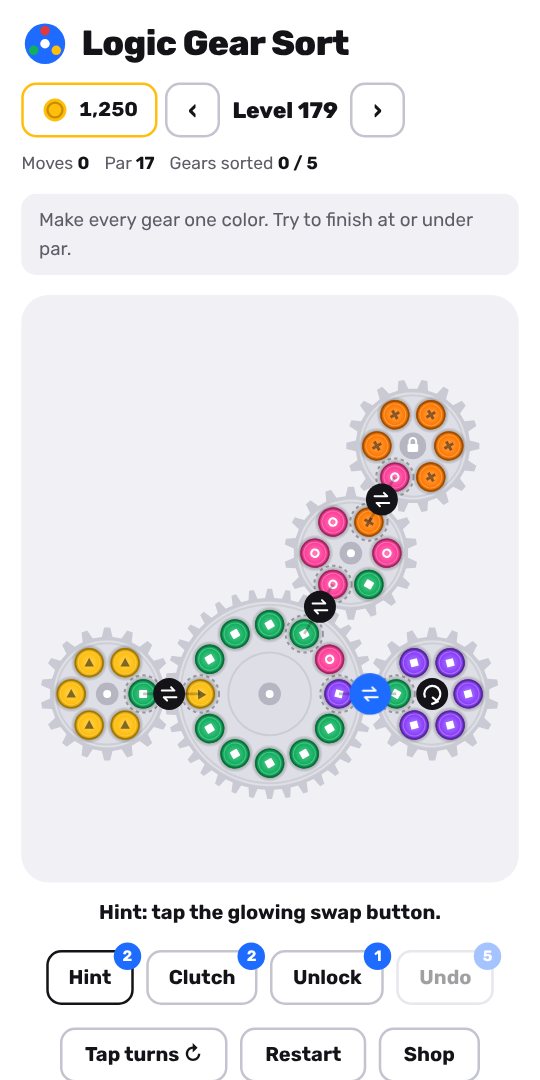 Logic Gear Sort
1,250
‹
Level 179
›
Moves 0 Par 17 Gears sorted 0 / 5
Make every gear one color. Try to finish at or under
par.
Hint: tap the glowing swap button.
Hint 2
Clutch 2
Unlock 1
Undo 5
Tap turns ↻
Restart
Shop